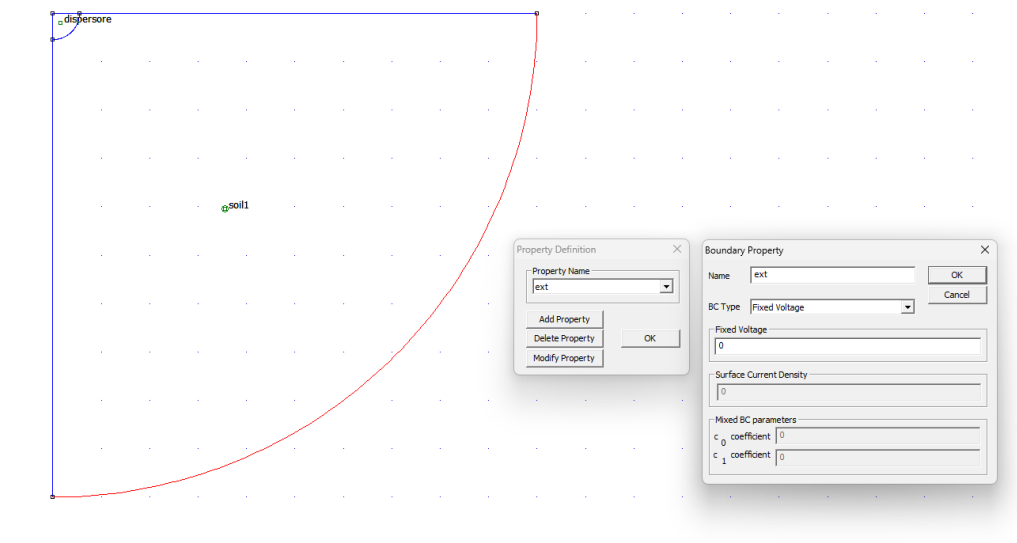 dispersore
soil1
Property Definition
Property Name
ext
Add Property
Delete Property
OK
Modify Property
Boundary Property
Name
ext
OK
Cancel
BC Type
Fixed Voltage
Fixed Voltage
0
Surface Current Density
0
Mixed BC parameters
c 0 coefficient
0
c 1 coefficient
0